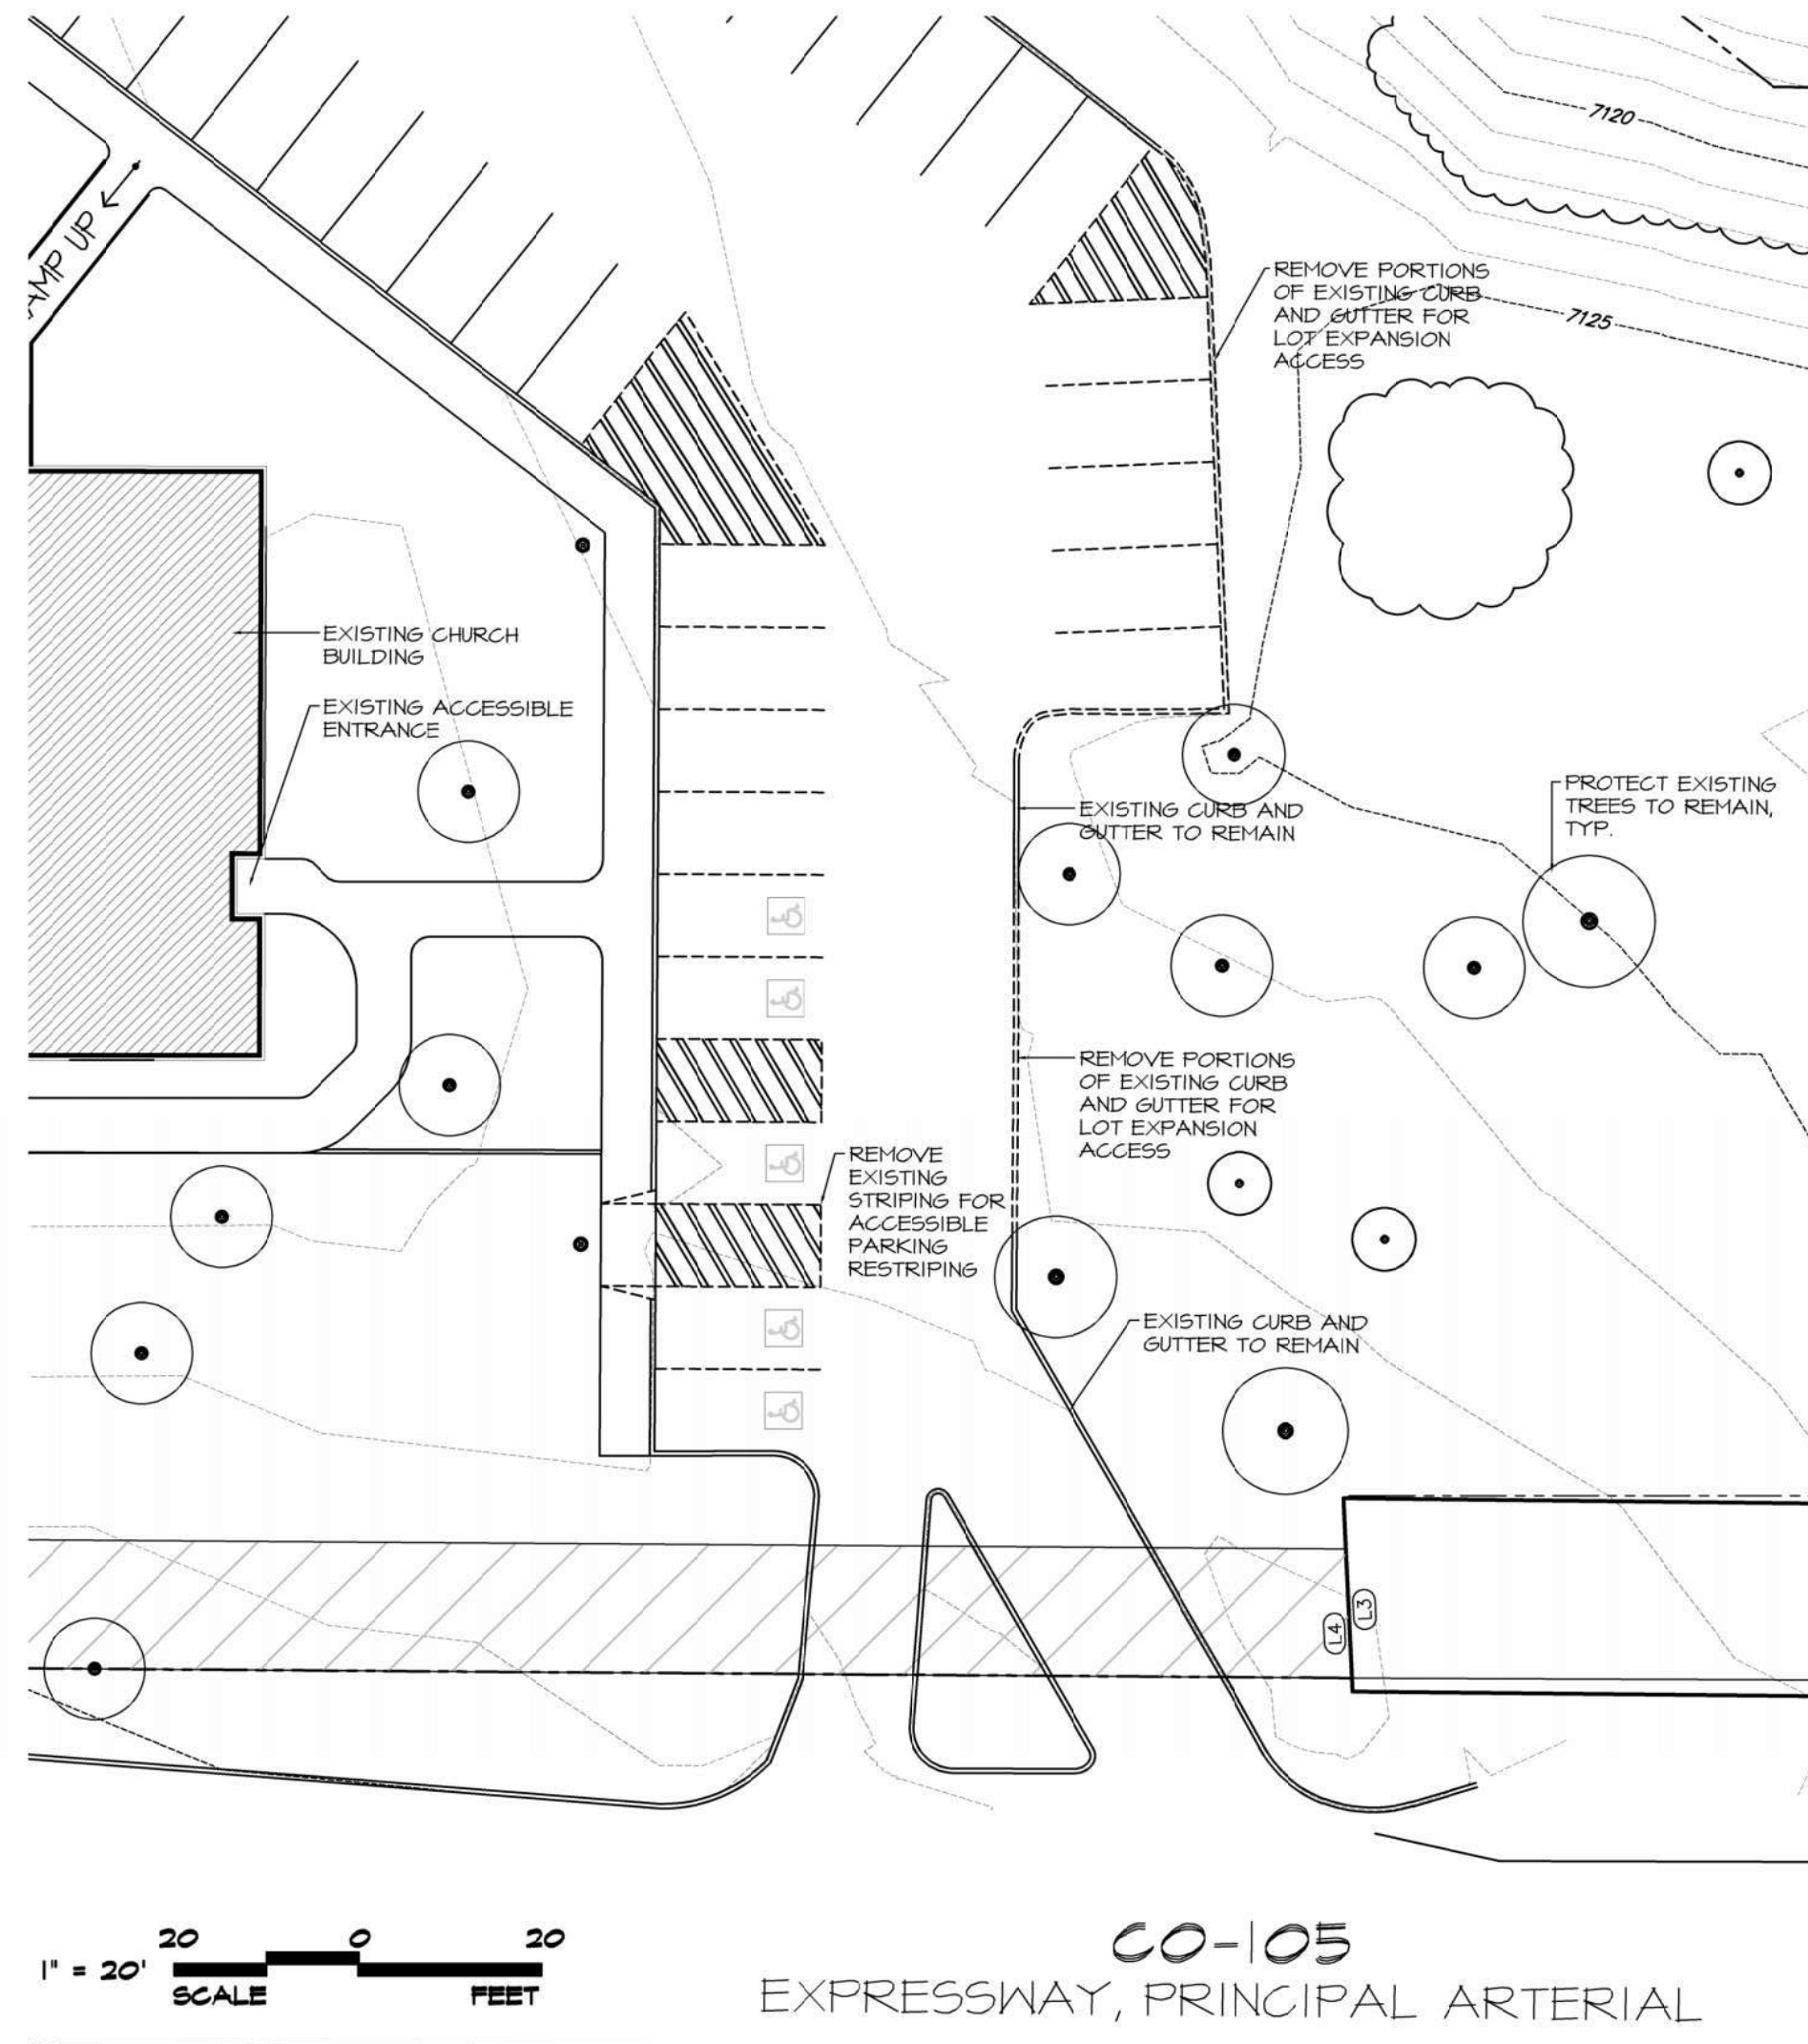 7120
AMP UP
REMOVE PORTIONS
OF EXISTING CURB
AND GUTTER FOR
LOT EXPANSION
ACCESS
7125
EXISTING CHURCH
BUILDING
EXISTING ACCESSIBLE
ENTRANCE
EXISTING CURB AND
GUTTER TO REMAIN
PROTECT EXISTING
TREES TO REMAIN,
TYP.
REMOVE PORTIONS
OF EXISTING CURB
AND GUTTER FOR
LOT EXPANSION
ACCESS
REMOVE
EXISTING
STRIPING FOR
ACCESSIBLE
PARKING
RESTRIPING
EXISTING CURB AND
GUTTER TO REMAIN
L4
L3
20 0 20
1" = 20'
SCALE FEET
CO-105
EXPRESSWAY, PRINCIPAL ARTERIAL